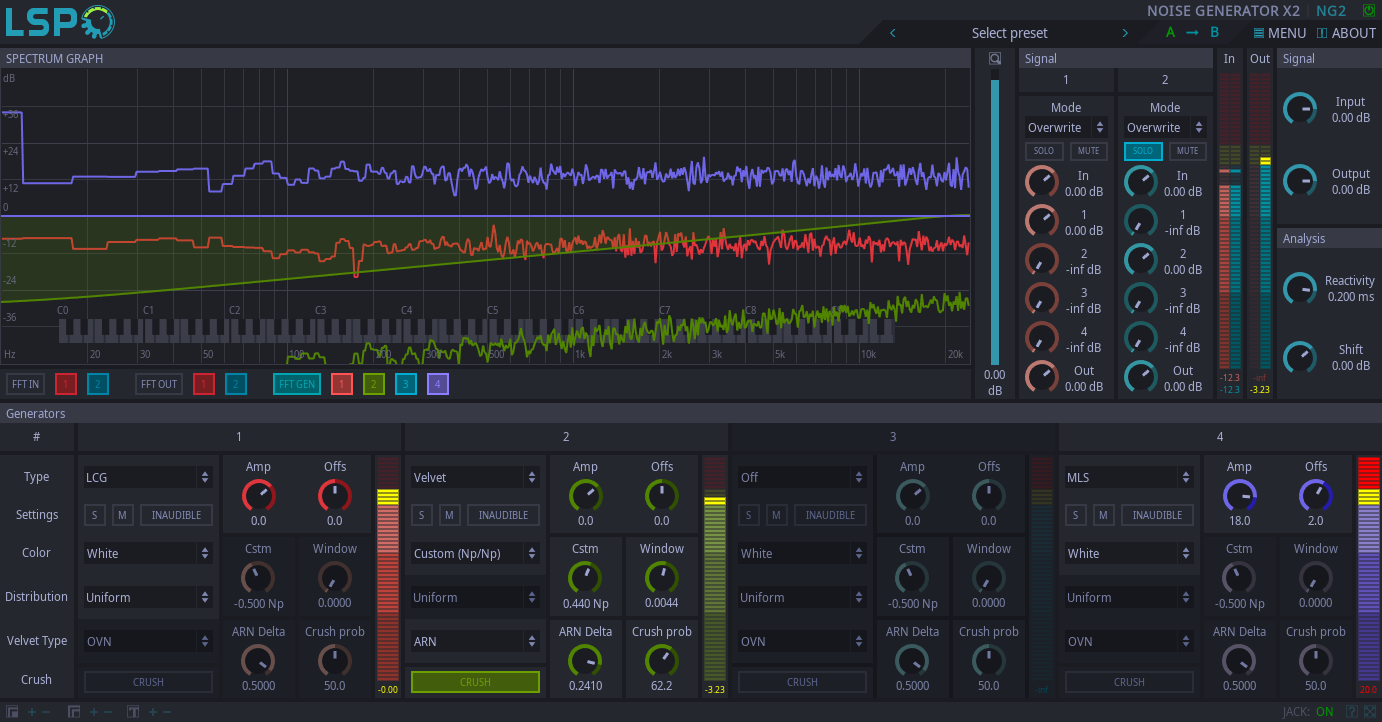 LSP
NOISE GENERATOR X2 NG2
Select preset A B MENU ABOUT
SPECTRUM GRAPH
dB
+36
+24
+12
0
-12
-24
-36
C0 C1 C2 C3 C4 C5 C6 C7 C8
Hz 20 30 50 100 200 300 500 1k 2k 3k 5k 10k 20k
FFT IN 1 2 FFT OUT 1 2 FFT GEN 1 2 3 4
0.00
dB
Signal
1 2
Mode Mode
Overwrite Overwrite
SOLO MUTE SOLO MUTE
In 0.00 dB In 0.00 dB
1 0.00 dB 1 -inf dB
2 -inf dB 2 0.00 dB
3 -inf dB 3 -inf dB
4 -inf dB 4 -inf dB
Out 0.00 dB Out 0.00 dB
In Out
-12.3 -inf
-12.3 -3.23
Signal
Input
0.00 dB
Output
0.00 dB
Analysis
Reactivity
0.200 ms
Shift
0.00 dB
Generators
# 1 2 3 4
Type
Settings
Color
Distribution
Velvet Type
Crush
LCG
S M INAUDIBLE
White
Uniform
OVN
CRUSH
Amp Offs
0.0 0.0
Cstm Window
-0.500 Np 0.0000
ARN Delta Crush prob
0.5000 50.0
-0.00
Velvet
S M INAUDIBLE
Custom (Np/Np)
Uniform
ARN
CRUSH
Amp Offs
0.0 0.0
Cstm Window
0.440 Np 0.0044
ARN Delta Crush prob
0.2410 62.2
-3.23
Off
S M INAUDIBLE
White
Uniform
OVN
CRUSH
Amp Offs
0.0 0.0
Cstm Window
-0.500 Np 0.0000
ARN Delta Crush prob
0.5000 50.0
-inf
MLS
S M INAUDIBLE
White
Uniform
OVN
CRUSH
Amp Offs
18.0 2.0
Cstm Window
-0.500 Np 0.0000
ARN Delta Crush prob
0.5000 50.0
20.0
JACK: ON